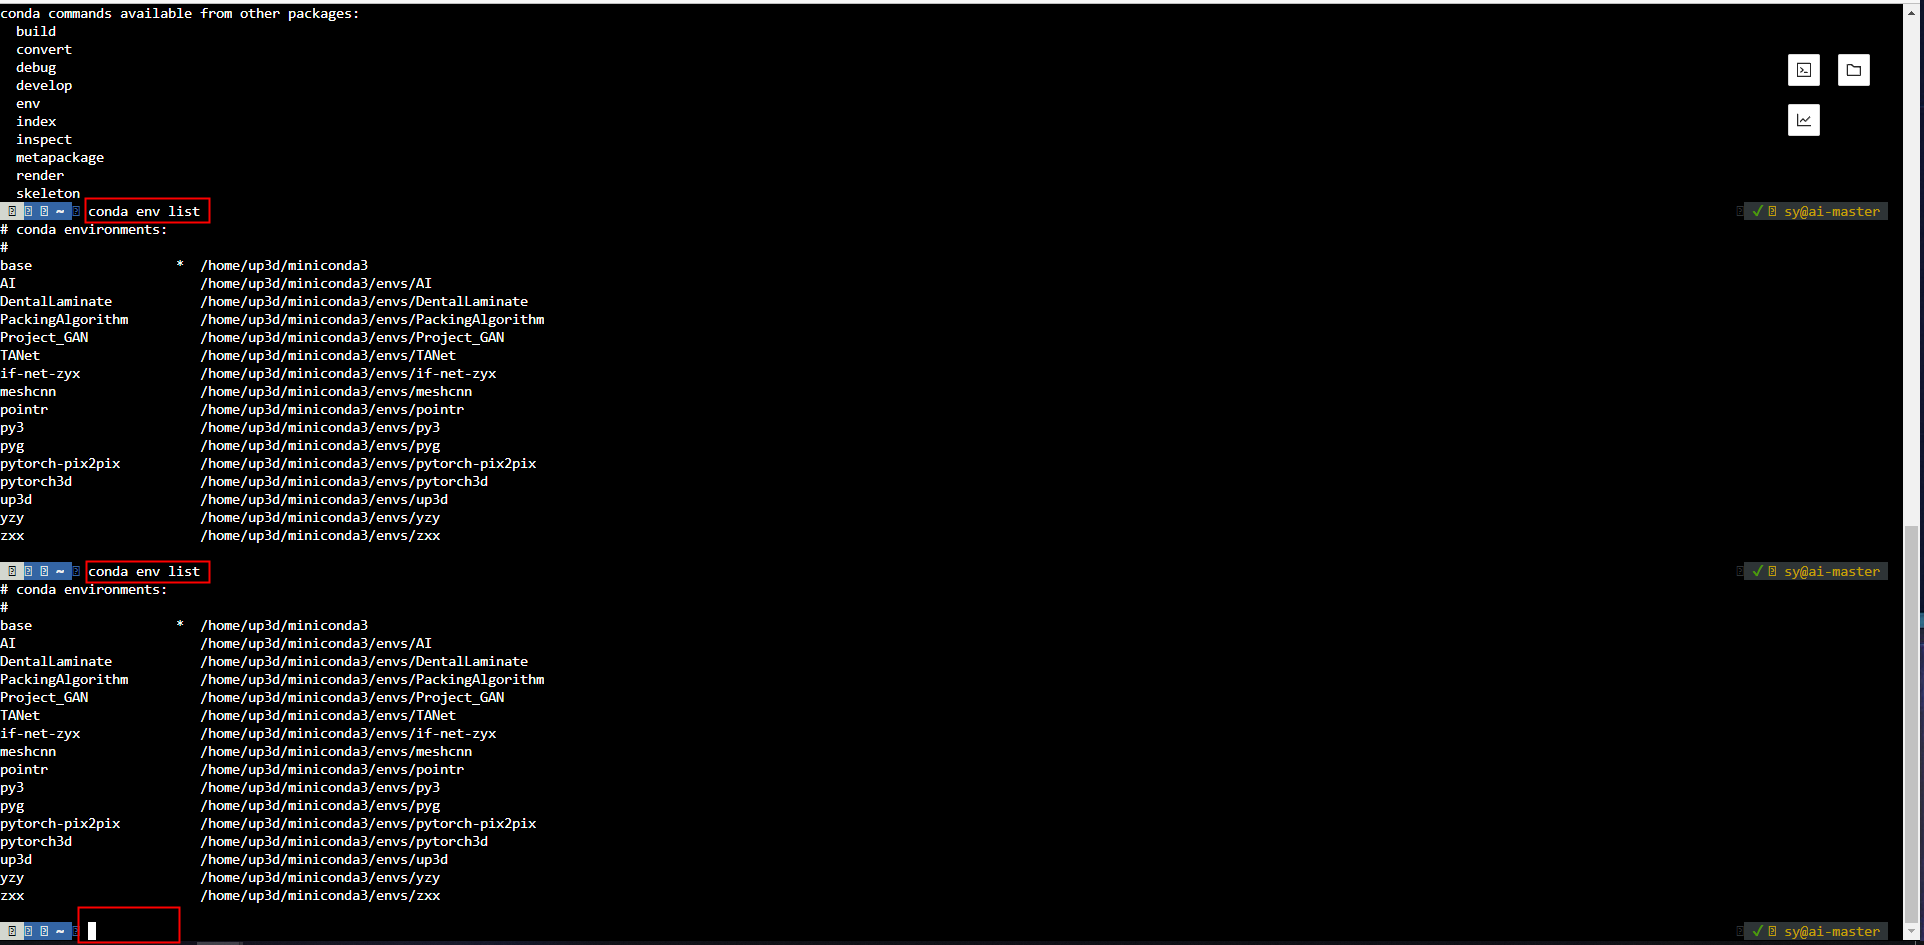 conda commands available from other packages:
  build
  convert
  debug
  develop
  env
  index
  inspect
  metapackage
  render
  skeleton
~ conda env list ✓ sy@ai-master
# conda environments:
#
base                  *  /home/up3d/miniconda3
AI                       /home/up3d/miniconda3/envs/AI
DentalLaminate           /home/up3d/miniconda3/envs/DentalLaminate
PackingAlgorithm         /home/up3d/miniconda3/envs/PackingAlgorithm
Project_GAN              /home/up3d/miniconda3/envs/Project_GAN
TANet                    /home/up3d/miniconda3/envs/TANet
if-net-zyx               /home/up3d/miniconda3/envs/if-net-zyx
meshcnn                  /home/up3d/miniconda3/envs/meshcnn
pointr                   /home/up3d/miniconda3/envs/pointr
py3                      /home/up3d/miniconda3/envs/py3
pyg                      /home/up3d/miniconda3/envs/pyg
pytorch-pix2pix          /home/up3d/miniconda3/envs/pytorch-pix2pix
pytorch3d                /home/up3d/miniconda3/envs/pytorch3d
up3d                     /home/up3d/miniconda3/envs/up3d
yzy                      /home/up3d/miniconda3/envs/yzy
zxx                      /home/up3d/miniconda3/envs/zxx
~ conda env list ✓ sy@ai-master
# conda environments:
#
base                  *  /home/up3d/miniconda3
AI                       /home/up3d/miniconda3/envs/AI
DentalLaminate           /home/up3d/miniconda3/envs/DentalLaminate
PackingAlgorithm         /home/up3d/miniconda3/envs/PackingAlgorithm
Project_GAN              /home/up3d/miniconda3/envs/Project_GAN
TANet                    /home/up3d/miniconda3/envs/TANet
if-net-zyx               /home/up3d/miniconda3/envs/if-net-zyx
meshcnn                  /home/up3d/miniconda3/envs/meshcnn
pointr                   /home/up3d/miniconda3/envs/pointr
py3                      /home/up3d/miniconda3/envs/py3
pyg                      /home/up3d/miniconda3/envs/pyg
pytorch-pix2pix          /home/up3d/miniconda3/envs/pytorch-pix2pix
pytorch3d                /home/up3d/miniconda3/envs/pytorch3d
up3d                     /home/up3d/miniconda3/envs/up3d
yzy                      /home/up3d/miniconda3/envs/yzy
zxx                      /home/up3d/miniconda3/envs/zxx
~ ✓ sy@ai-master